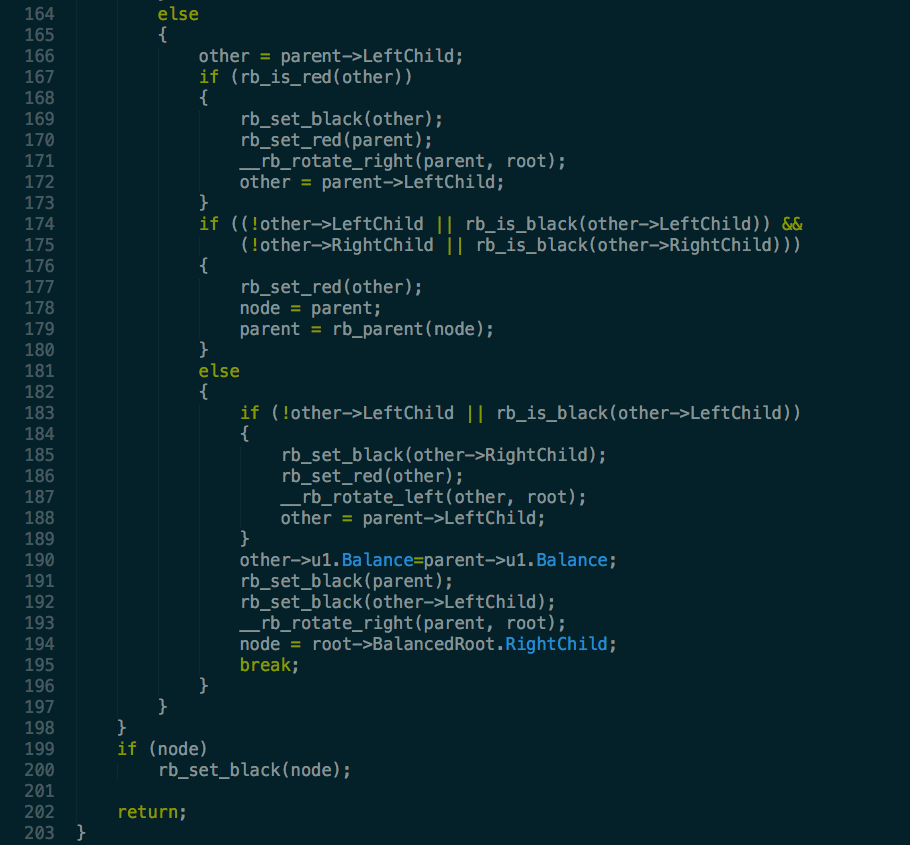 164 else
165 {
166 other = parent->LeftChild;
167 if (rb_is_red(other))
168 {
169 rb_set_black(other);
170 rb_set_red(parent);
171 __rb_rotate_right(parent, root);
172 other = parent->LeftChild;
173 }
174 if ((!other->LeftChild || rb_is_black(other->LeftChild)) &&
175 (!other->RightChild || rb_is_black(other->RightChild)))
176 {
177 rb_set_red(other);
178 node = parent;
179 parent = rb_parent(node);
180 }
181 else
182 {
183 if (!other->LeftChild || rb_is_black(other->LeftChild))
184 {
185 rb_set_black(other->RightChild);
186 rb_set_red(other);
187 __rb_rotate_left(other, root);
188 other = parent->LeftChild;
189 }
190 other->u1.Balance=parent->u1.Balance;
191 rb_set_black(parent);
192 rb_set_black(other->LeftChild);
193 __rb_rotate_right(parent, root);
194 node = root->BalancedRoot.RightChild;
195 break;
196 }
197 }
198 }
199 if (node)
200 rb_set_black(node);
201
202 return;
203 }